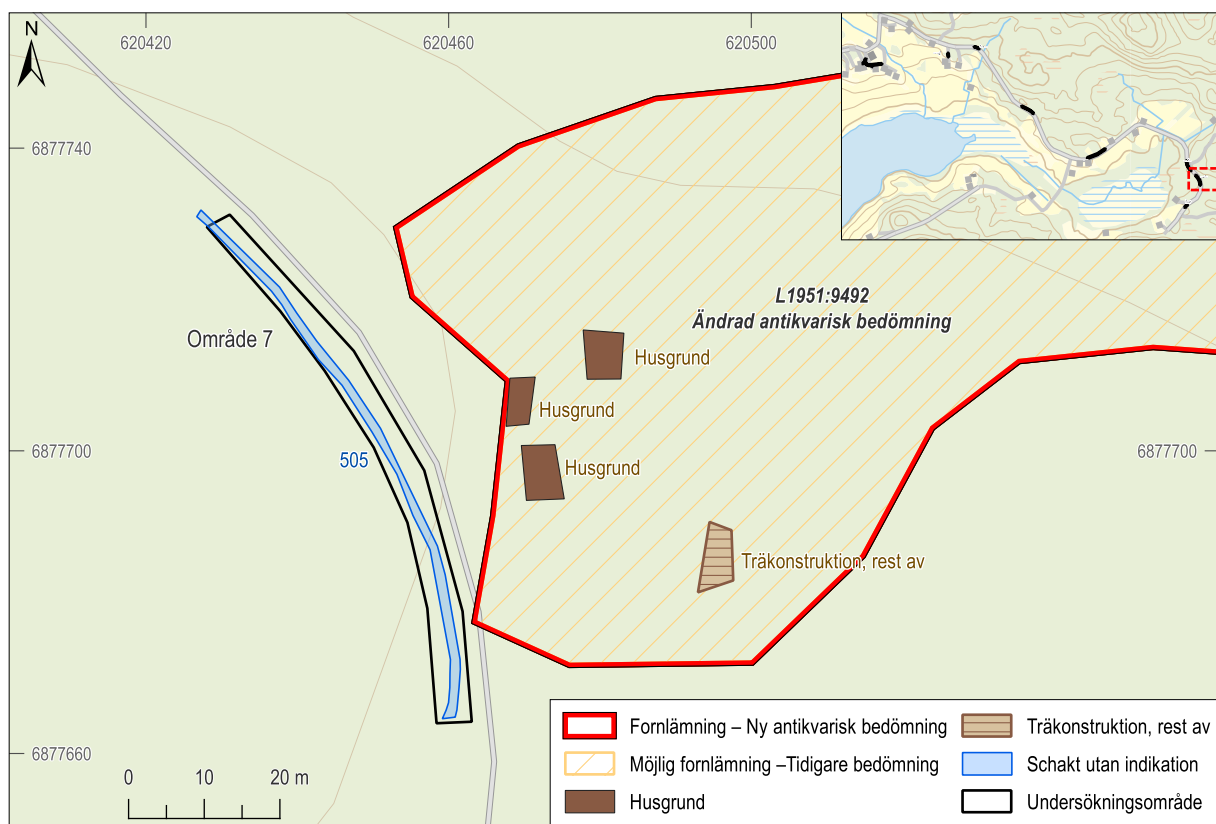 N
620420
620460
620500
6877740
L1951:9492
Ändrad antikvarisk bedömning
Område 7
Husgrund
Husgrund
6877700
505
Husgrund
6877700
Träkonstruktion, rest av
6877660
0 10 20 m
Fornlämning – Ny antikvarisk bedömning
Möjlig fornlämning –Tidigare bedömning
Husgrund
Träkonstruktion, rest av
Schakt utan indikation
Undersökningsområde